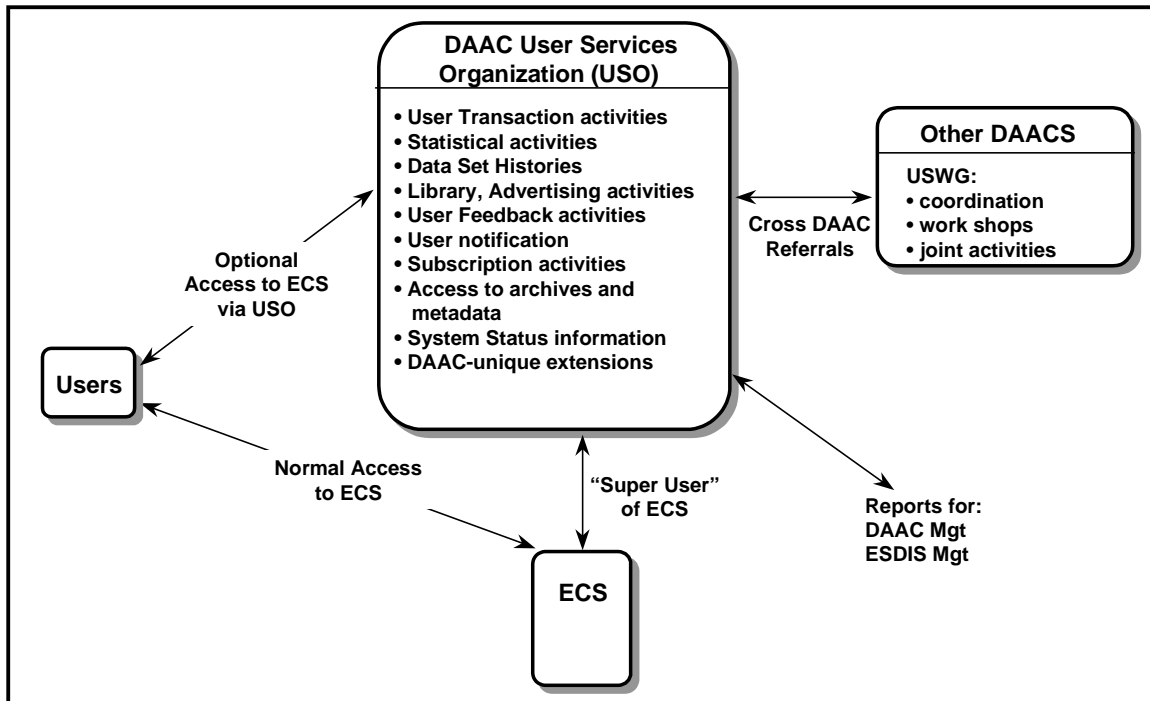 DAAC User Services
Organization (USO)
• User Transaction activities
• Statistical activities
• Data Set Histories
• Library, Advertising activities
• User Feedback activities
• User notification
• Subscription activities
• Access to archives and
metadata
• System Status information
• DAAC-unique extensions
Other DAACS
USWG:
• coordination
• work shops
• joint activities
Cross DAAC
Referrals
Optional
Access to ECS
via USO
Users
Normal Access
to ECS
“Super User”
of ECS
Reports for:
DAAC Mgt
ESDIS Mgt
ECS